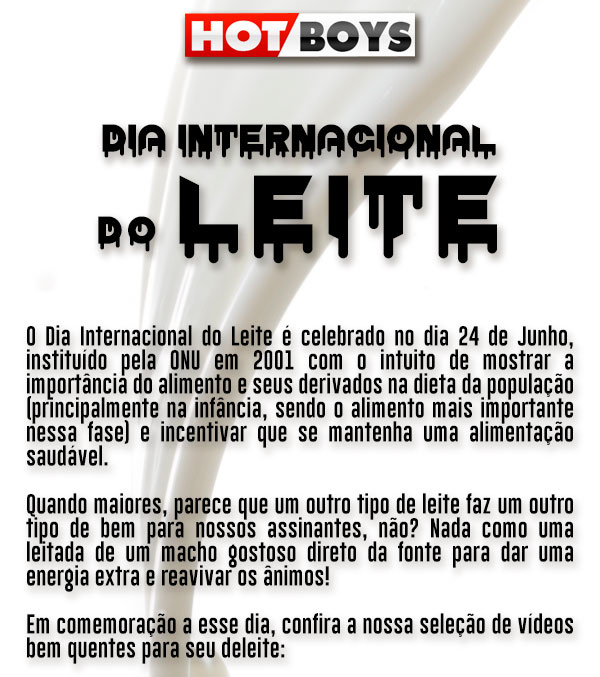 HOT BOYS
DIA INTERNACIONAL
DO LEITE
O Dia Internacional do Leite é celebrado no dia 24 de Junho,
instituído pela ONU em 2001 com o intuito de mostrar a
importância do alimento e seus derivados na dieta da população
(principalmente na infância, sendo o alimento mais importante
nessa fase) e incentivar que se mantenha uma alimentação
saudável.
Quando maiores, parece que um outro tipo de leite faz um outro
tipo de bem para nossos assinantes, não? Nada como uma
leitada de um macho gostoso direto da fonte para dar uma
energia extra e reavivar os ânimos!
Em comemoração a esse dia, confira a nossa seleção de vídeos
bem quentes para seu deleite: